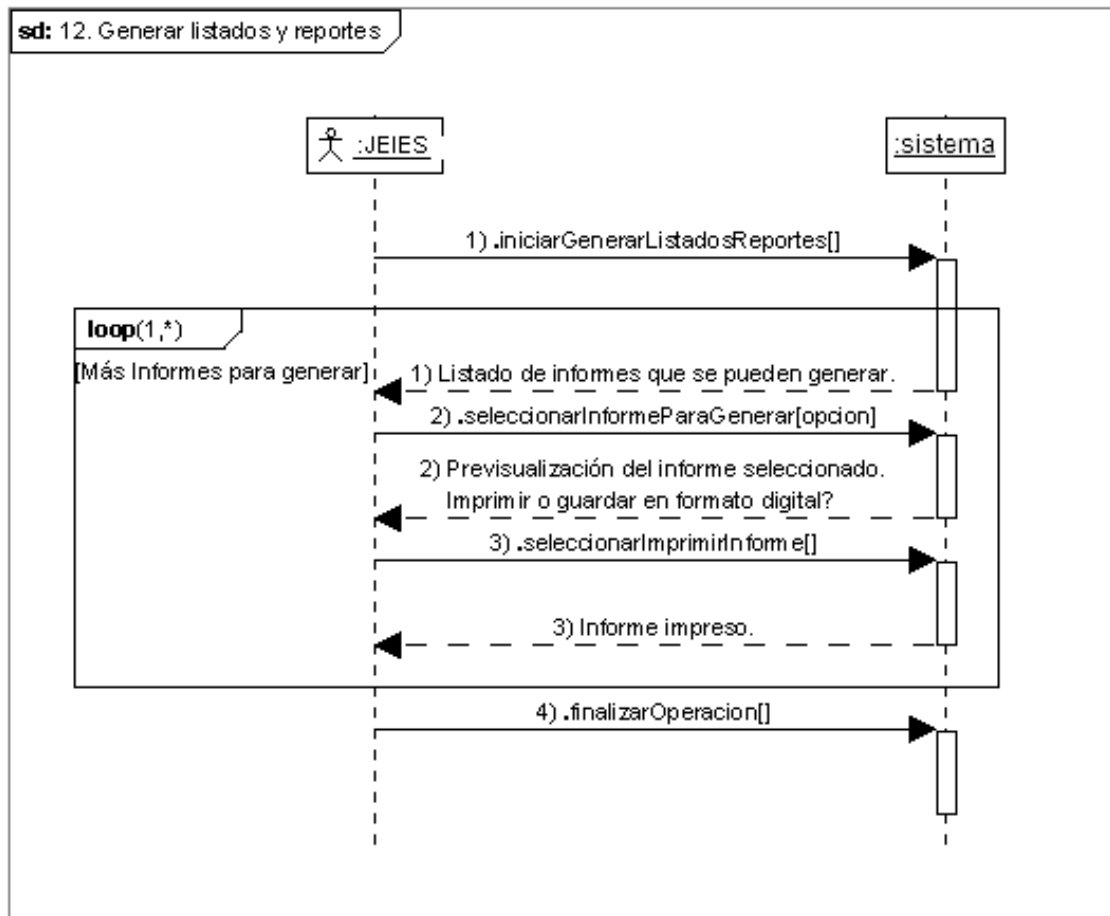 sd: 12. Generar listados y reportes
:JEIES
:sistema
1) .iniciarGenerarListadosReportes[]
loop(1,*)
[Más Informes para generar]
1) Listado de informes que se pueden generar.
2) .seleccionarInformeParaGenerar[opcion]
2) Previsualización del informe seleccionado.
Imprimir o guardar en formato digital?
3) .seleccionarImprimirInforme[]
3) Informe impreso.
4) .finalizarOperacion[]